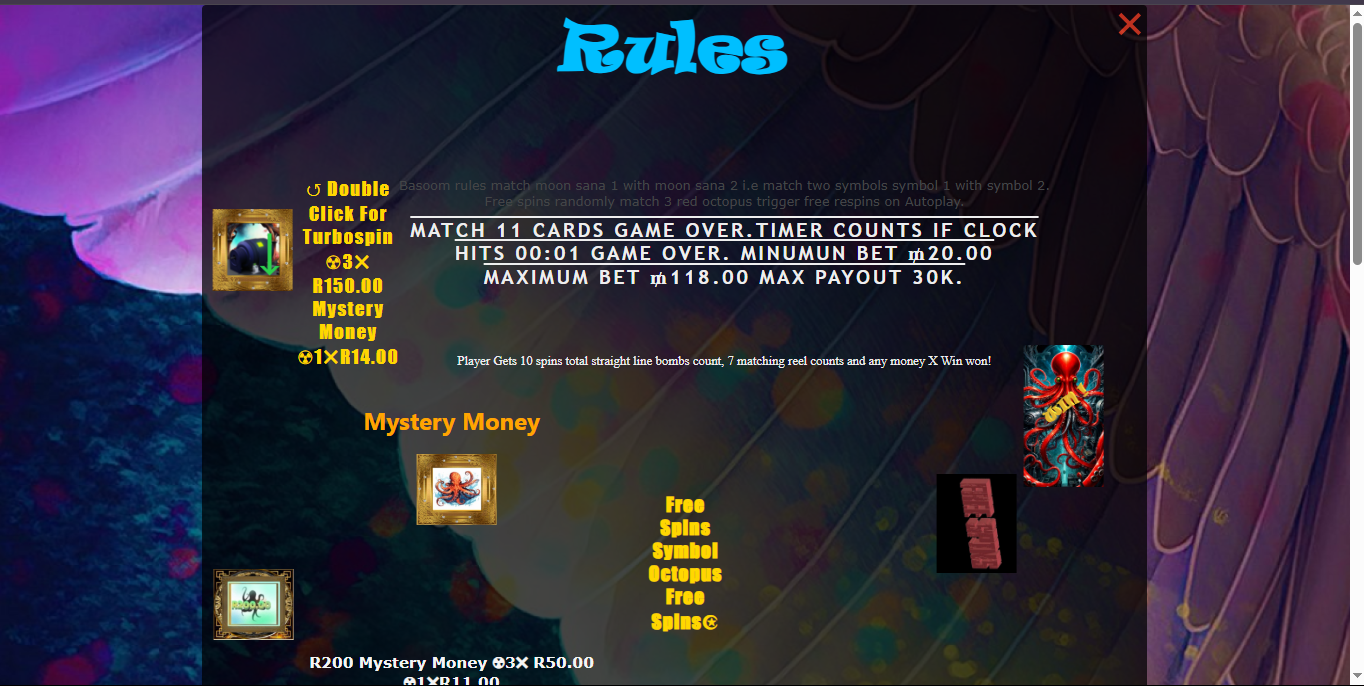 Rules
↺ Double
Click For
Turbospin
☢3✕
R150.00
Mystery
Money
☢1✕R14.00
Basoom rules match moon sana 1 with moon sana 2 i.e match two symbols symbol 1 with symbol 2.
Free spins randomly match 3 red octopus trigger free respins on Autoplay.
MATCH 11 CARDS GAME OVER.TIMER COUNTS IF CLOCK
HITS 00:01 GAME OVER. MINUMUN BET ₥20.00
MAXIMUM BET ₥118.00 MAX PAYOUT 30K.
Player Gets 10 spins total straight line bombs count, 7 matching reel counts and any money X Win won!
Mystery Money
Free
Spins
Symbol
Octopus
Free
Spins✪
R200 Mystery Money ☢3✕ R50.00
☢1✕R11.00